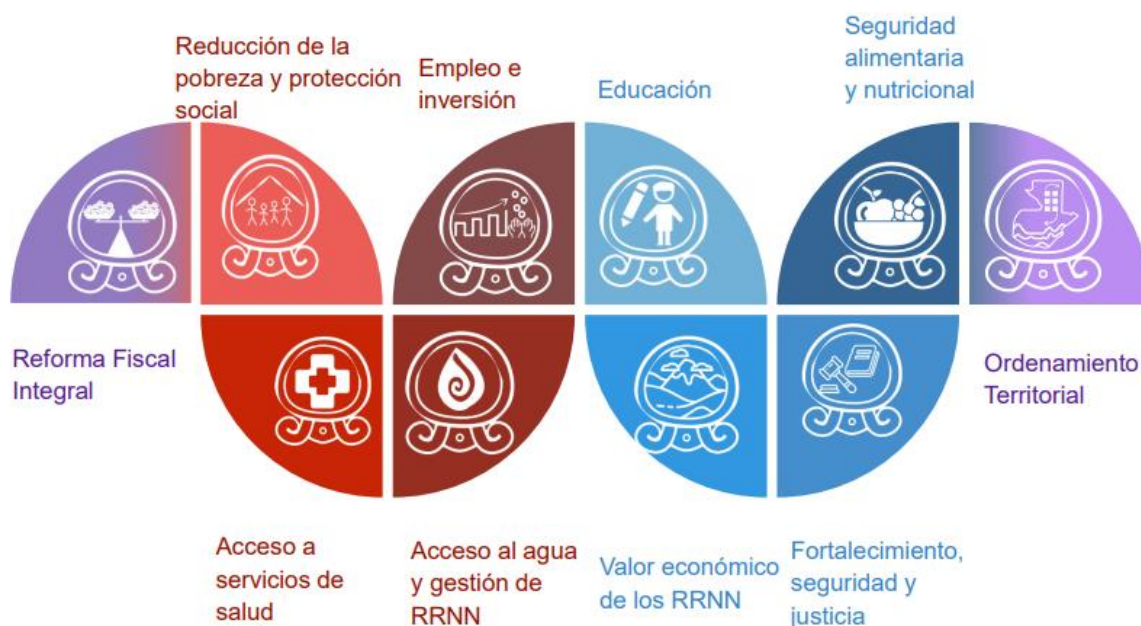 Reducción de la
pobreza y protección
social
Empleo e
inversión
Educación
Seguridad
alimentaria
y nutricional
Reforma Fiscal
Integral
Ordenamiento
Territorial
Acceso a
servicios de
salud
Acceso al agua
y gestión de
RRNN
Valor económico
de los RRNN
Fortalecimiento,
seguridad y
justicia